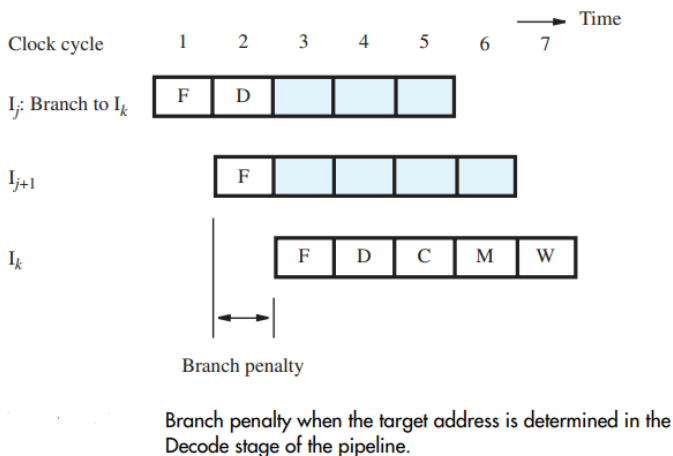 Time
Clock cycle 1 2 3 4 5 6 7
Ij: Branch to Ik F D
Ij+1 F
Ik F D C M W
Branch penalty
Branch penalty when the target address is determined in the
Decode stage of the pipeline.